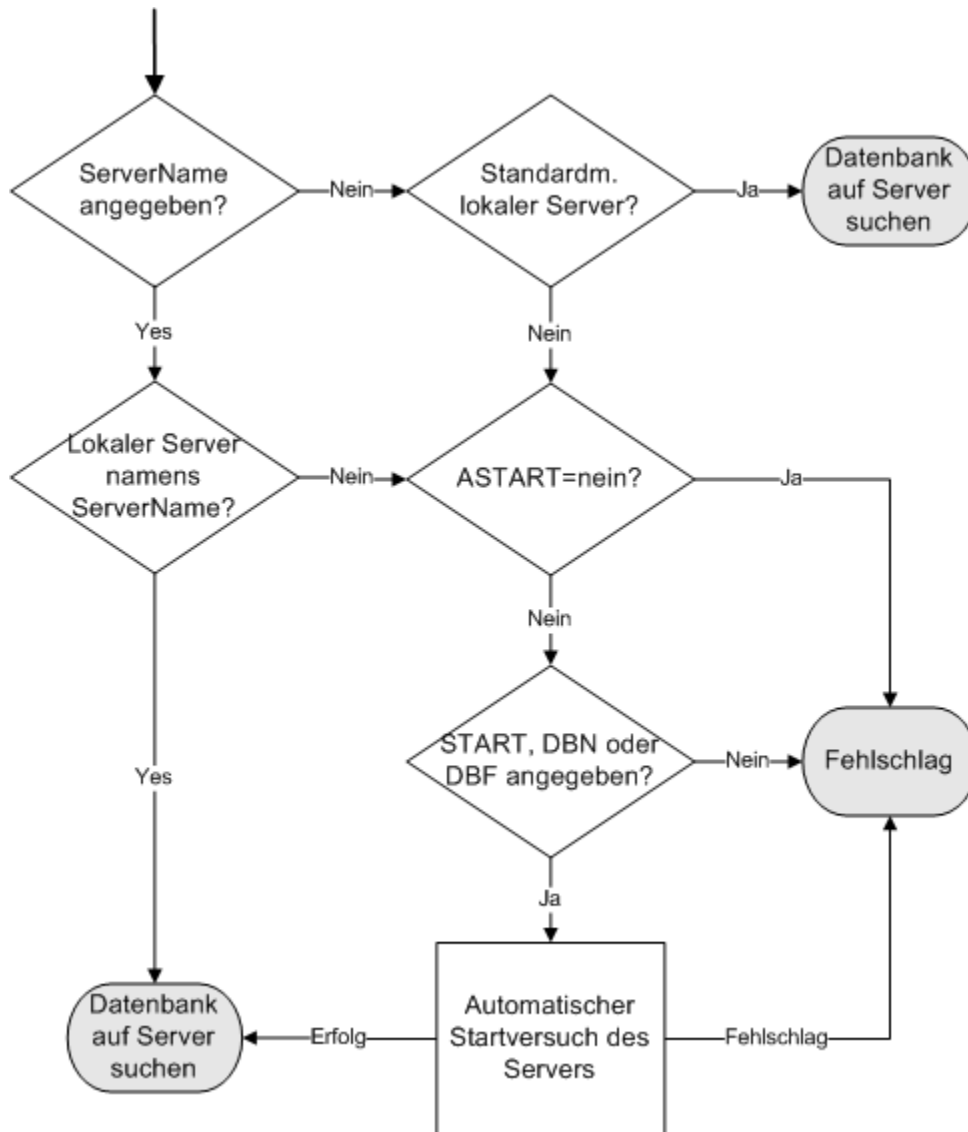 ServerName
angegeben?
Nein
Standardm.
lokaler Server?
Ja
Datenbank
auf Server
suchen
Yes
Nein
Lokaler Server
namens
ServerName?
Nein
ASTART=nein?
Ja
Nein
START, DBN oder
DBF angegeben?
Nein
Fehlschlag
Yes
Ja
Datenbank
auf Server
suchen
Erfolg
Automatischer
Startversuch des
Servers
Fehlschlag